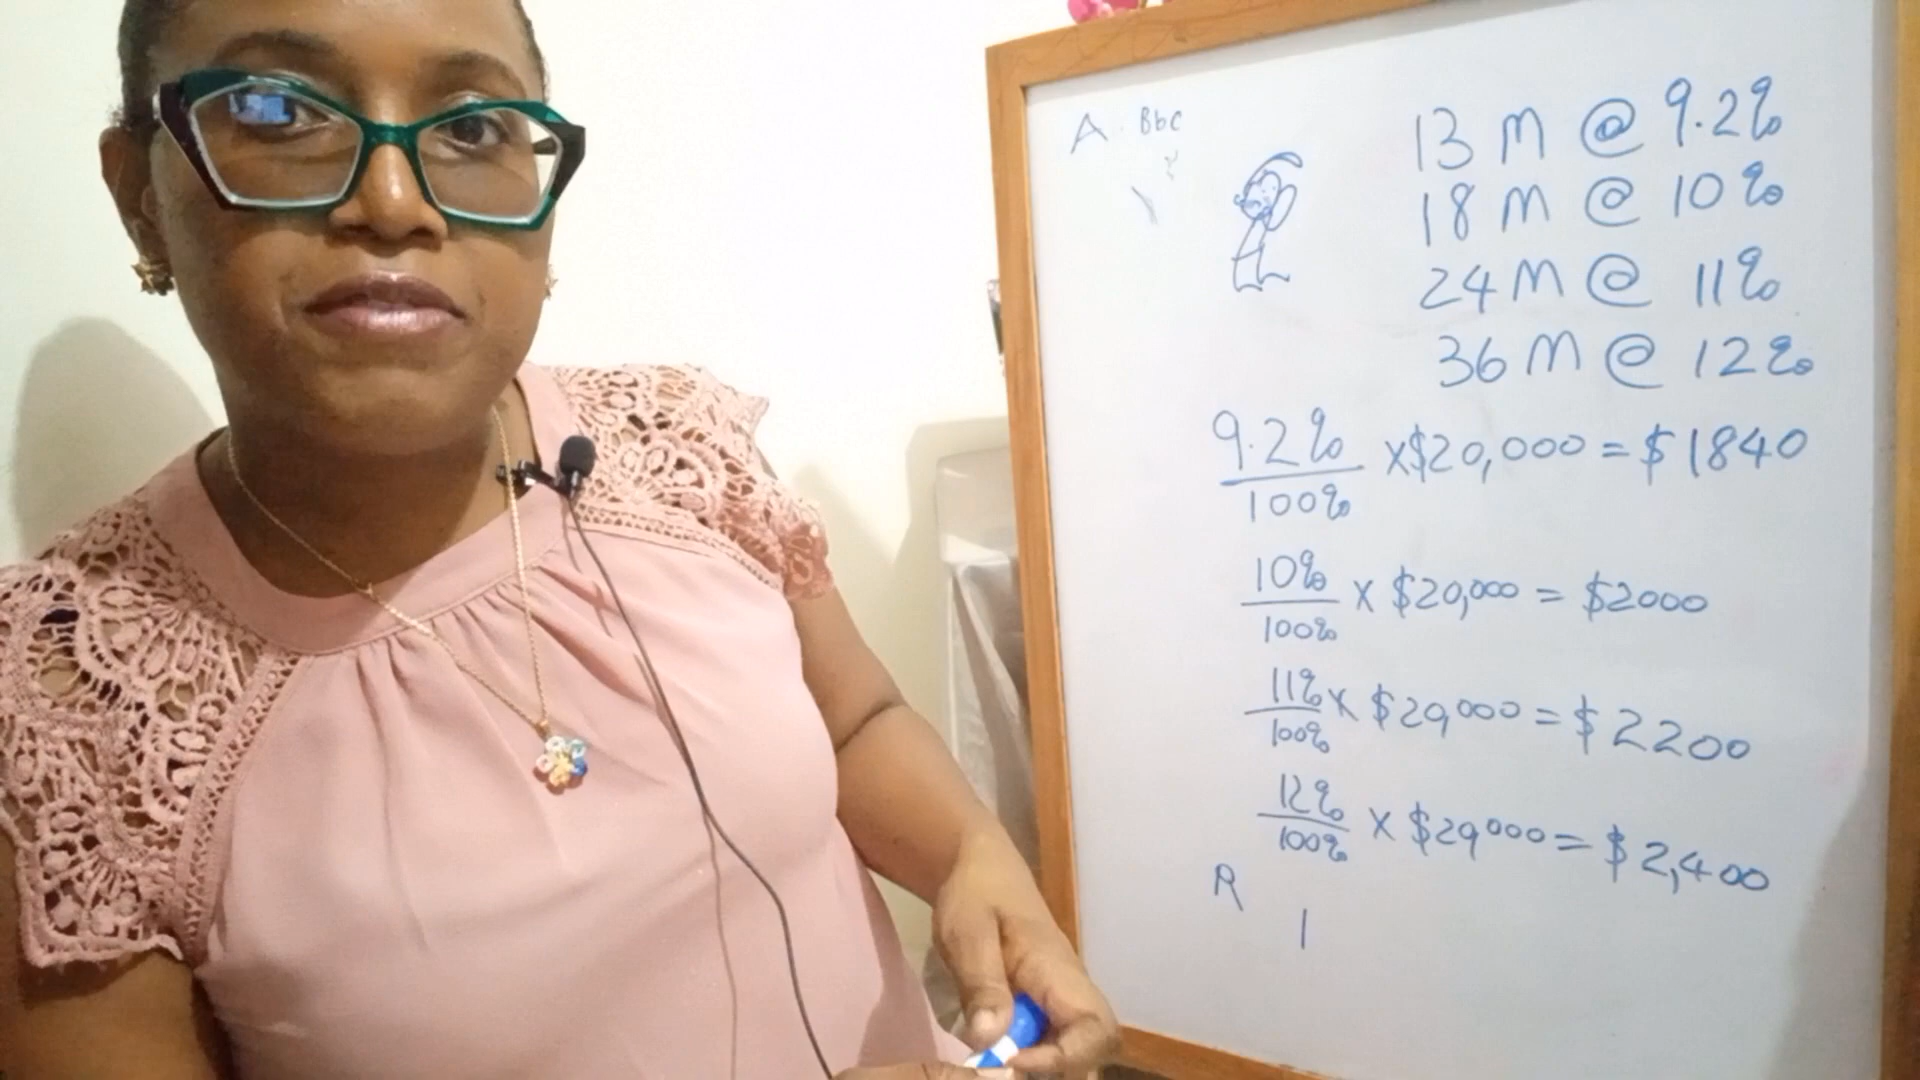 A. Bbc
13 M @ 9.2%
18 M @ 10%
24 M @ 11%
36 M @ 12%
9.2%
100%
x $20,000 = $1840
10%
100%
x $20,000 = $2000
11%
100%
x $20,000 = $2200
12%
100%
x $20,000 = $2,400
R
1